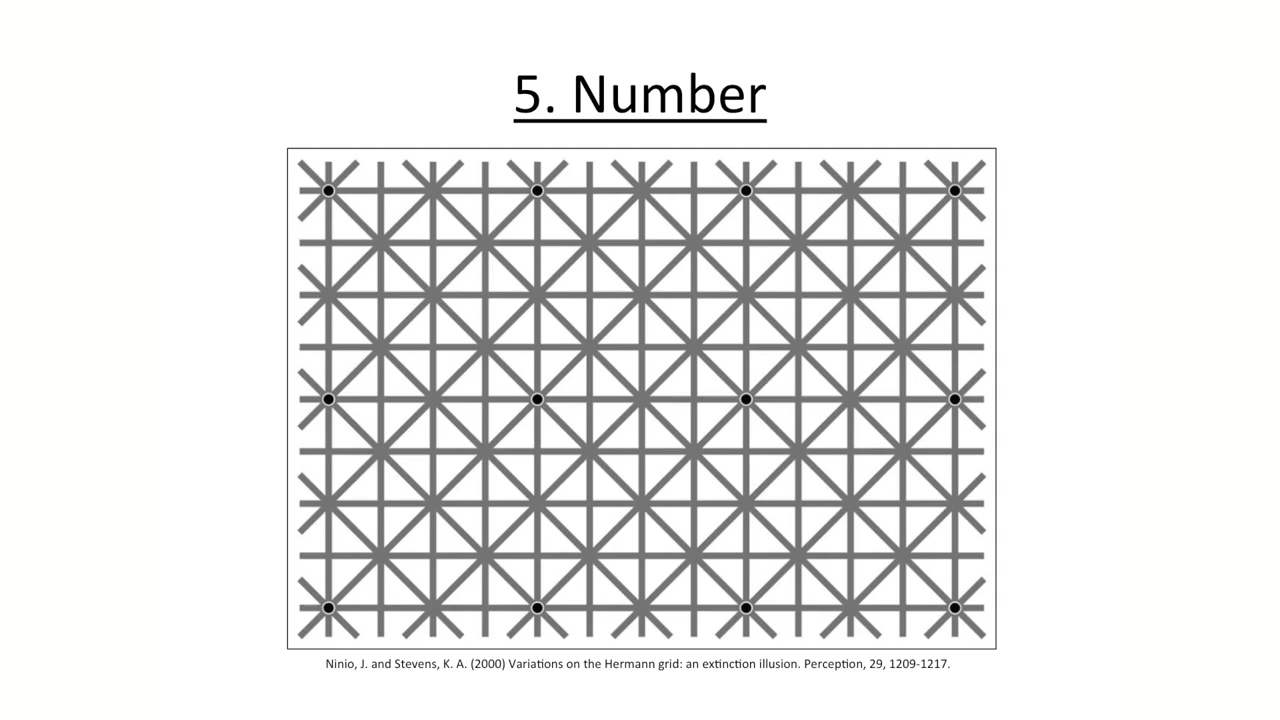 5. Number
Ninio, J. and Stevens, K. A. (2000) Variations on the Hermann grid: an extinction illusion. Perception, 29, 1209-1217.